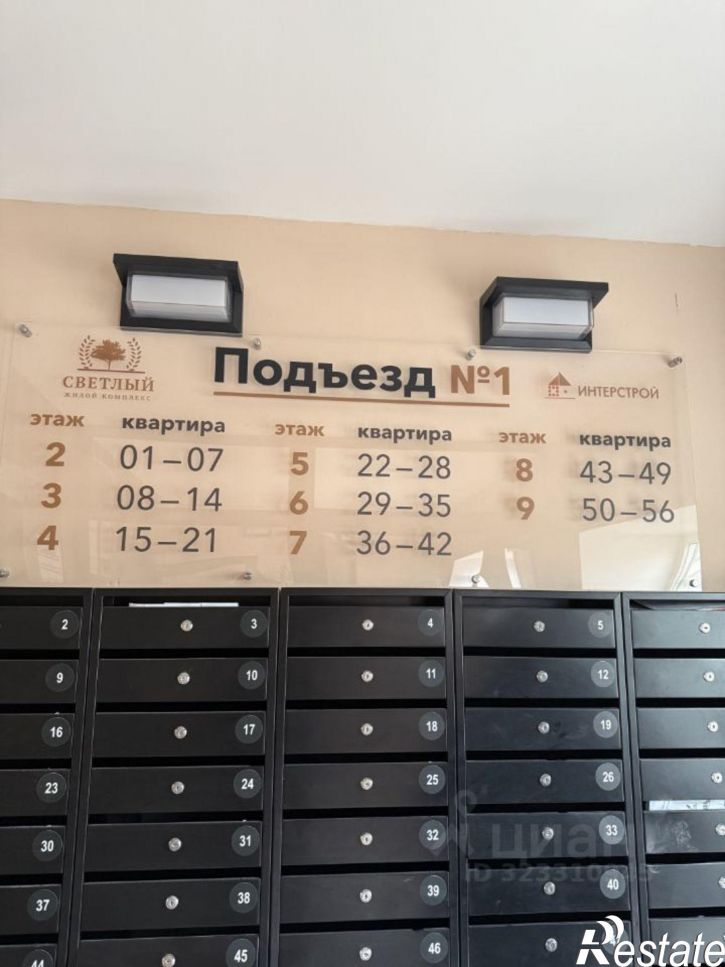 Подъезд №1
СВЕТЛЫЙ
ЖИЛОЙ КОМПЛЕКС
ИНТЕРСТРОЙ
этаж квартира этаж квартира этаж квартира
2 01–07 5 22–28 8 43–49
3 08–14 6 29–35 9 50–56
4 15–21 7 36–42
2 3 4 5
9 10 11 12
16 17 18 19
23 24 25 26
30 31 32 33
37 38 39 40
44 45 46
циан
Restate